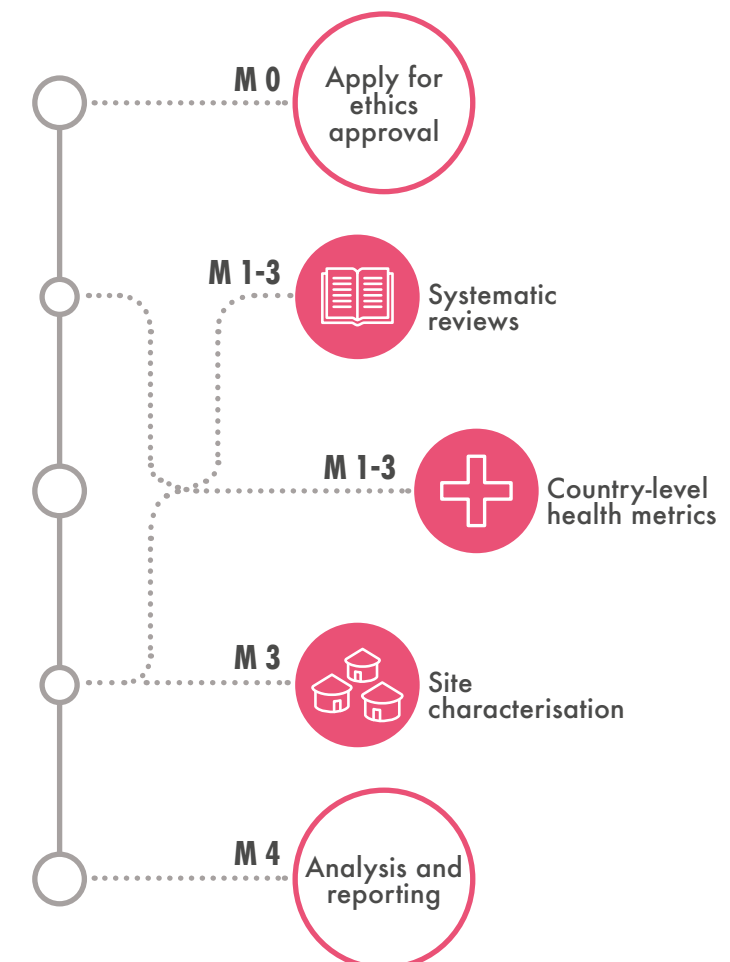 M 0
Apply for
ethics
approval
M 1-3
Systematic
reviews
M 1-3
Country-level
health metrics
M 3
Site
characterisation
M 4
Analysis and
reporting